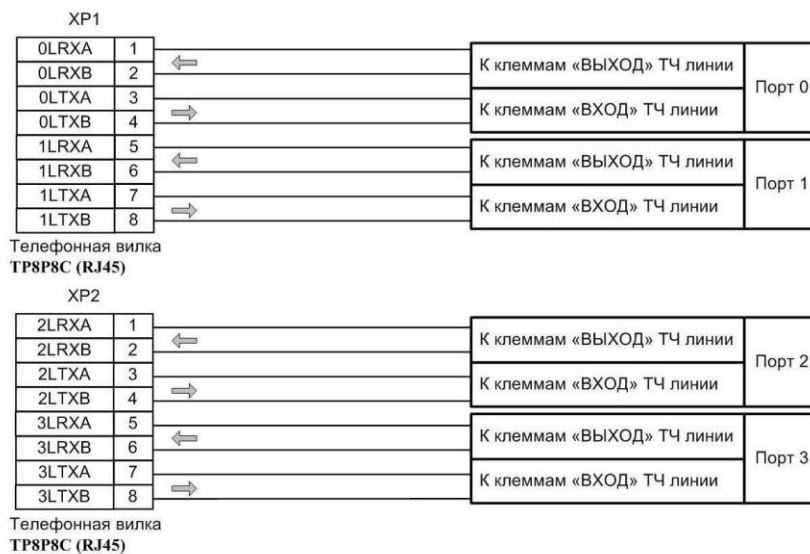 XP1
0LRXA 1
0LRXB 2
0LTXA 3
0LTXB 4
1LRXA 5
1LRXB 6
1LTXA 7
1LTXB 8
К клеммам «ВЫХОД» ТЧ линии
К клеммам «ВХОД» ТЧ линии
Порт 0
К клеммам «ВЫХОД» ТЧ линии
К клеммам «ВХОД» ТЧ линии
Порт 1
Телефонная вилка
TP8P8C (RJ45)
XP2
2LRXA 1
2LRXB 2
2LTXA 3
2LTXB 4
3LRXA 5
3LRXB 6
3LTXA 7
3LTXB 8
К клеммам «ВЫХОД» ТЧ линии
К клеммам «ВХОД» ТЧ линии
Порт 2
К клеммам «ВЫХОД» ТЧ линии
К клеммам «ВХОД» ТЧ линии
Порт 3
Телефонная вилка
TP8P8C (RJ45)